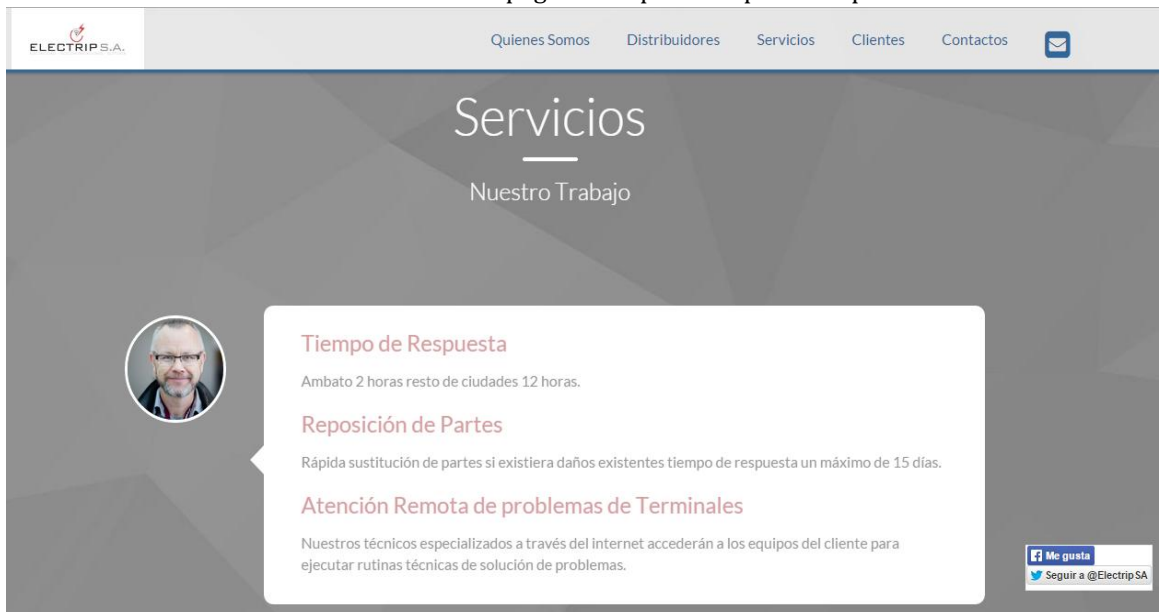 ELECTRIP S.A.
Quienes Somos
Distribuidores
Servicios
Clientes
Contactos
Servicios
Nuestro Trabajo
Tiempo de Respuesta
Ambato 2 horas resto de ciudades 12 horas.
Reposición de Partes
Rápida sustitución de partes si existiera daños existentes tiempo de respuesta un máximo de 15 días.
Atención Remota de problemas de Terminales
Nuestros técnicos especializados a través del internet accederán a los equipos del cliente para
ejecutar rutinas técnicas de solución de problemas.
Me gusta
Seguir a @ElectripSA